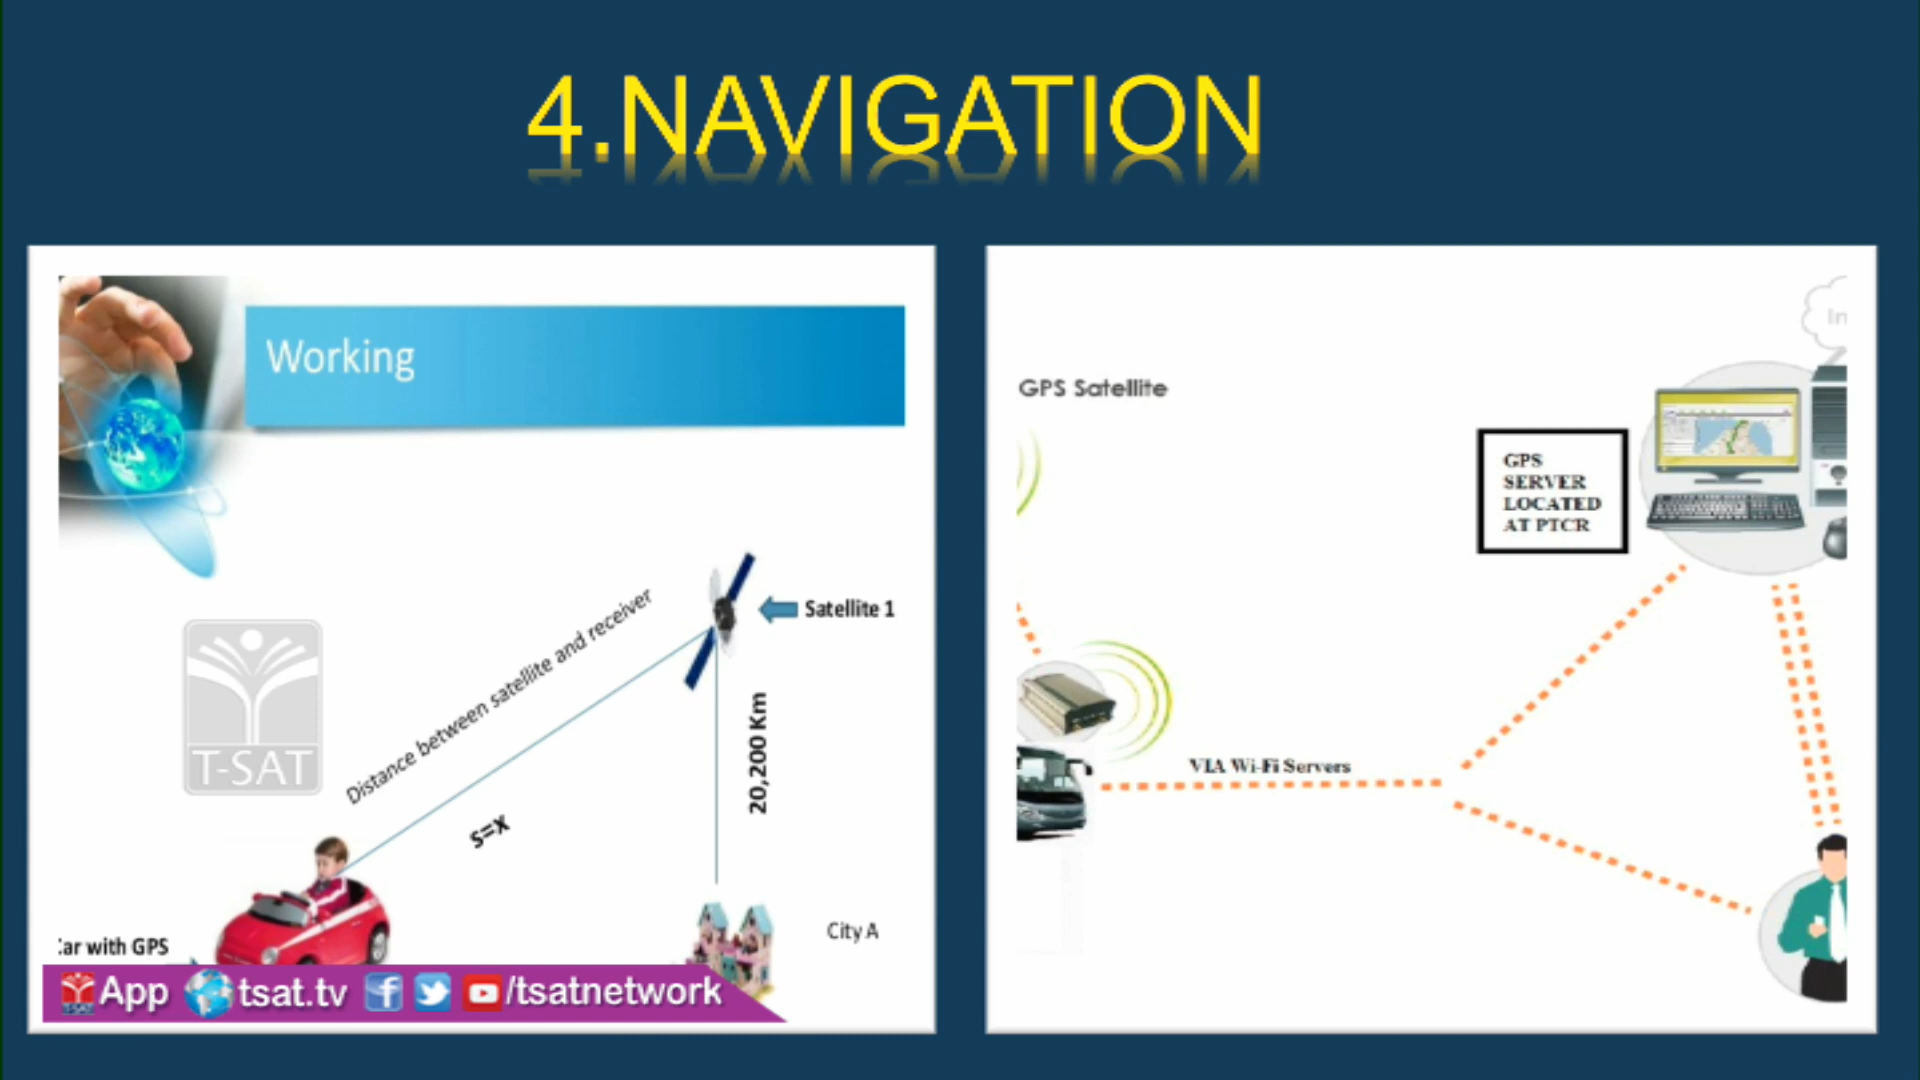 4.NAVIGATION
Working
Satellite 1
Distance between satellite and receiver
20,200 Km
s=x
City A
ar with GPS
T-SAT
App tsat.tv /tsatnetwork
GPS Satellite
In
GPS
SERVER
LOCATED
AT PTCR
VIA Wi-Fi Servers